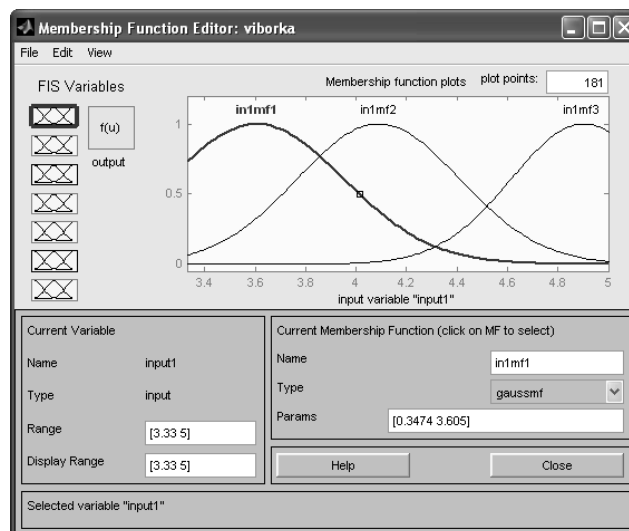 Membership Function Editor: viborka
File Edit View
FIS Variables
f(u)
output
Membership function plots plot points: 181
in1mf1 in1mf2 in1mf3
1
0.5
0
3.4 3.6 3.8 4 4.2 4.4 4.6 4.8 5
input variable "input1"
Current Variable
Name input1
Type input
Range [3.33 5]
Display Range [3.33 5]
Current Membership Function (click on MF to select)
Name in1mf1
Type gaussmf
Params [0.3474 3.605]
Help Close
Selected variable "input1"